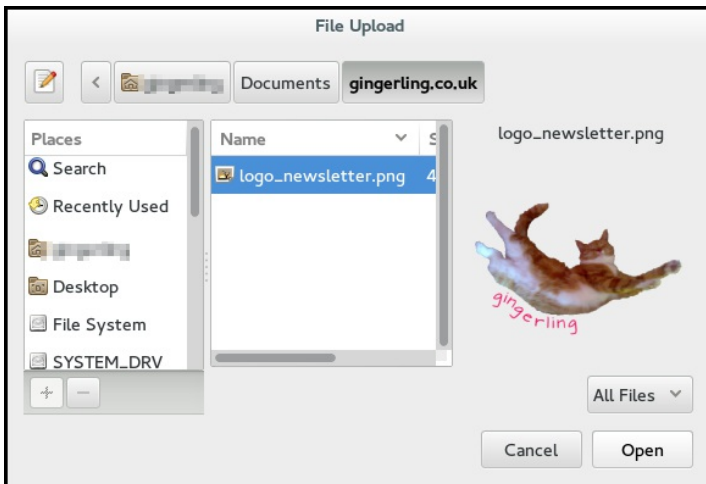 File Upload
Documents
gingerling.co.uk
Places
Search
Recently Used
Desktop
File System
SYSTEM_DRV
Name
S
logo_newsletter.png
4
logo_newsletter.png
gingerling
All Files
Cancel
Open